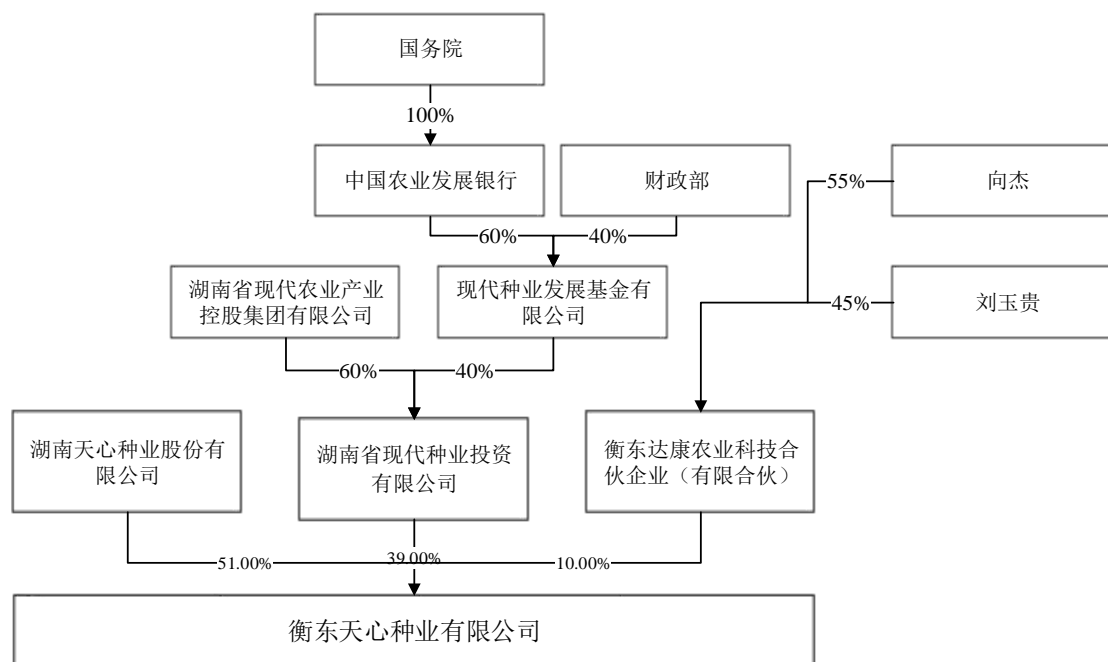 国务院
100%
中国农业发展银行
财政部
55%
向杰
60%
40%
湖南省现代农业产业
控股集团有限公司
现代种业发展基金有
限公司
45%
刘玉贵
60%
40%
湖南天心种业股份有
限公司
湖南省现代种业投资
有限公司
衡东达康农业科技合
伙企业（有限合伙）
51.00%
39.00%
10.00%
衡东天心种业有限公司